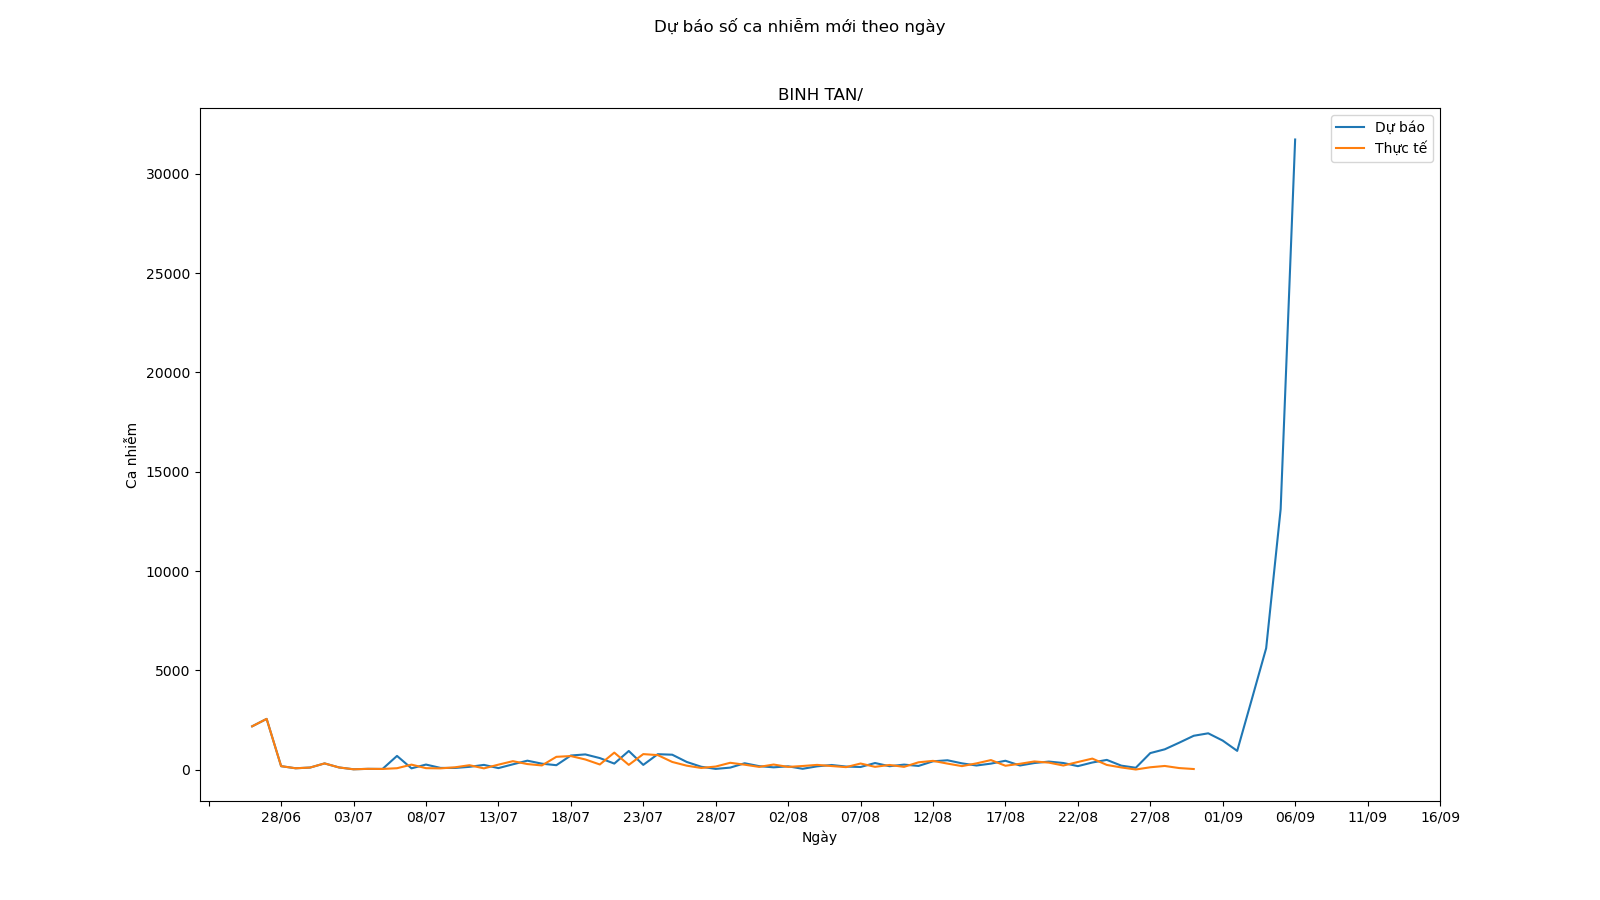 Dự báo số ca nhiễm mới theo ngày
BINH TAN/
Dự báo
Thực tế
30000
25000
20000
15000
10000
5000
0
Ca nhiễm
28/06 03/07 08/07 13/07 18/07 23/07 28/07 02/08 07/08 12/08 17/08 22/08 27/08 01/09 06/09 11/09 16/09
Ngày